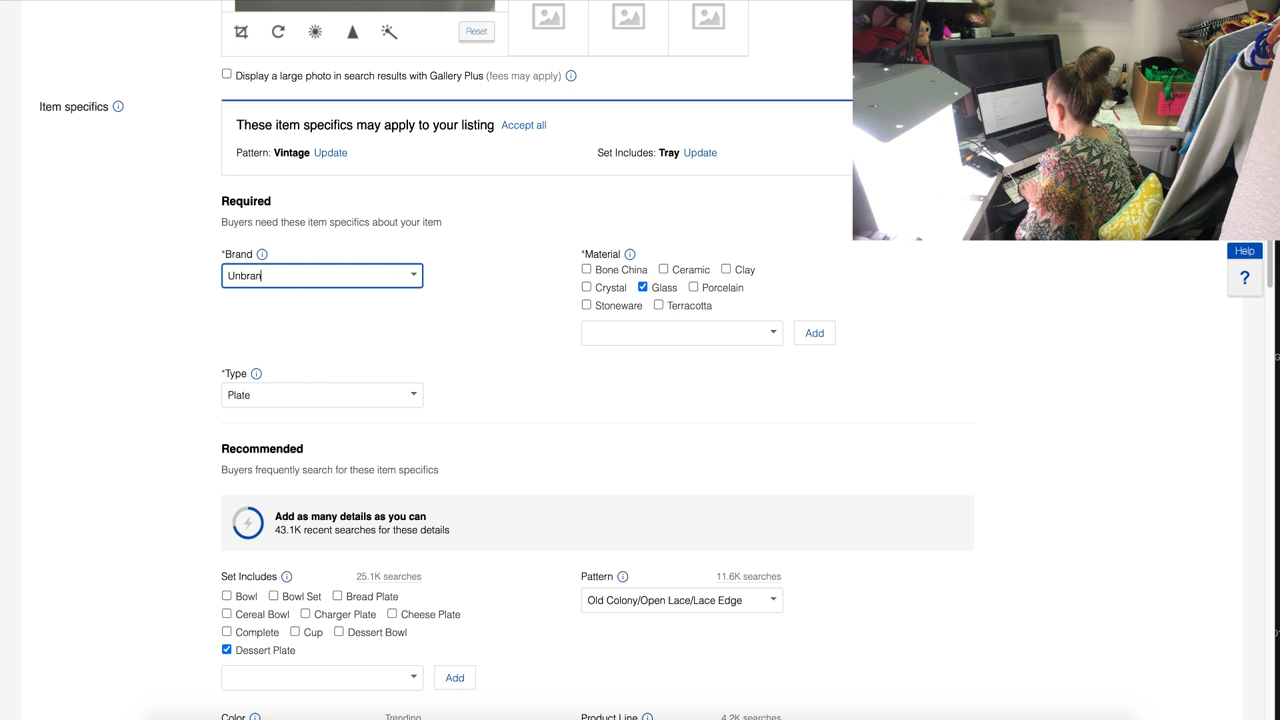 Reset
Display a large photo in search results with Gallery Plus (fees may apply)
Item specifics
These item specifics may apply to your listing Accept all
Pattern: Vintage Update
Set Includes: Tray Update
Required
Buyers need these item specifics about your item
*Brand
Unbran
*Material
Bone China Ceramic Clay
Crystal Glass Porcelain
Stoneware Terracotta
Add
*Type
Plate
Recommended
Buyers frequently search for these item specifics
Add as many details as you can
43.1K recent searches for these details
Set Includes 25.1K searches
Bowl Bowl Set Bread Plate
Cereal Bowl Charger Plate Cheese Plate
Complete Cup Dessert Bowl
Dessert Plate
Add
Pattern 11.6K searches
Old Colony/Open Lace/Lace Edge
Color Trending
Product Line 4.2K searches
Help
?